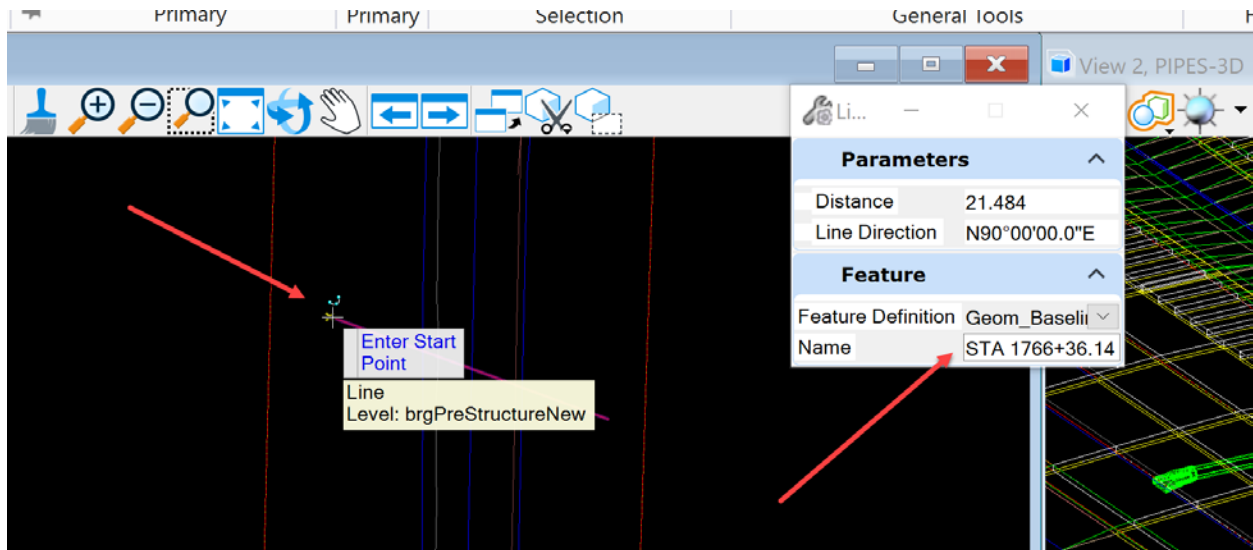 Primary
Primary
Selection
General Tools
View 2, PIPES-3D
Li...
Parameters
Distance 21.484
Line Direction N90°00'00.0"E
Feature
Feature Definition Geom_Baseli
Name STA 1766+36.14
Enter Start
Point
Line
Level: brgPreStructureNew